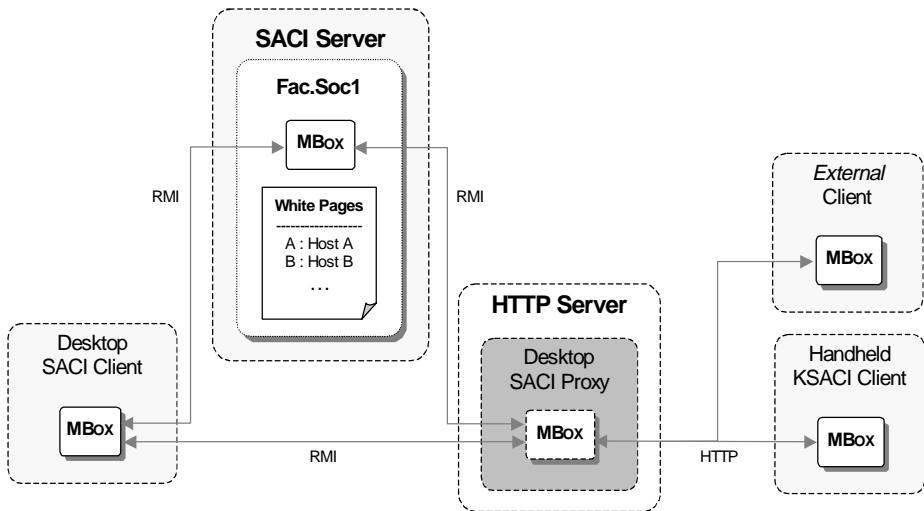 SACI Server
Fac.Soc1
MBOX
RMI
RMI
White Pages
--------------------
A : Host A
B : Host B
...
External
Client
MBOX
HTTP Server
Desktop
SACI Client
MBOX
Desktop
SACI Proxy
MBOX
Handheld
KSACI Client
MBOX
RMI
HTTP